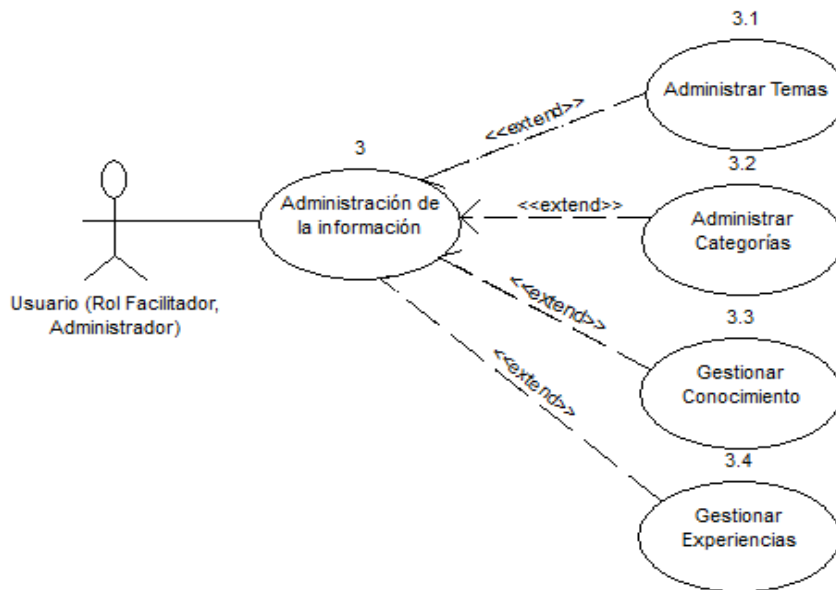 3.1
Administrar Temas
<<extend>>
3
3.2
Administración de
la información
<<extend>>
Administrar
Categorías
Usuario (Rol Facilitador,
Administrador)
<<extend>>
3.3
Gestionar
Conocimiento
<<extend>>
3.4
Gestionar
Experiencias